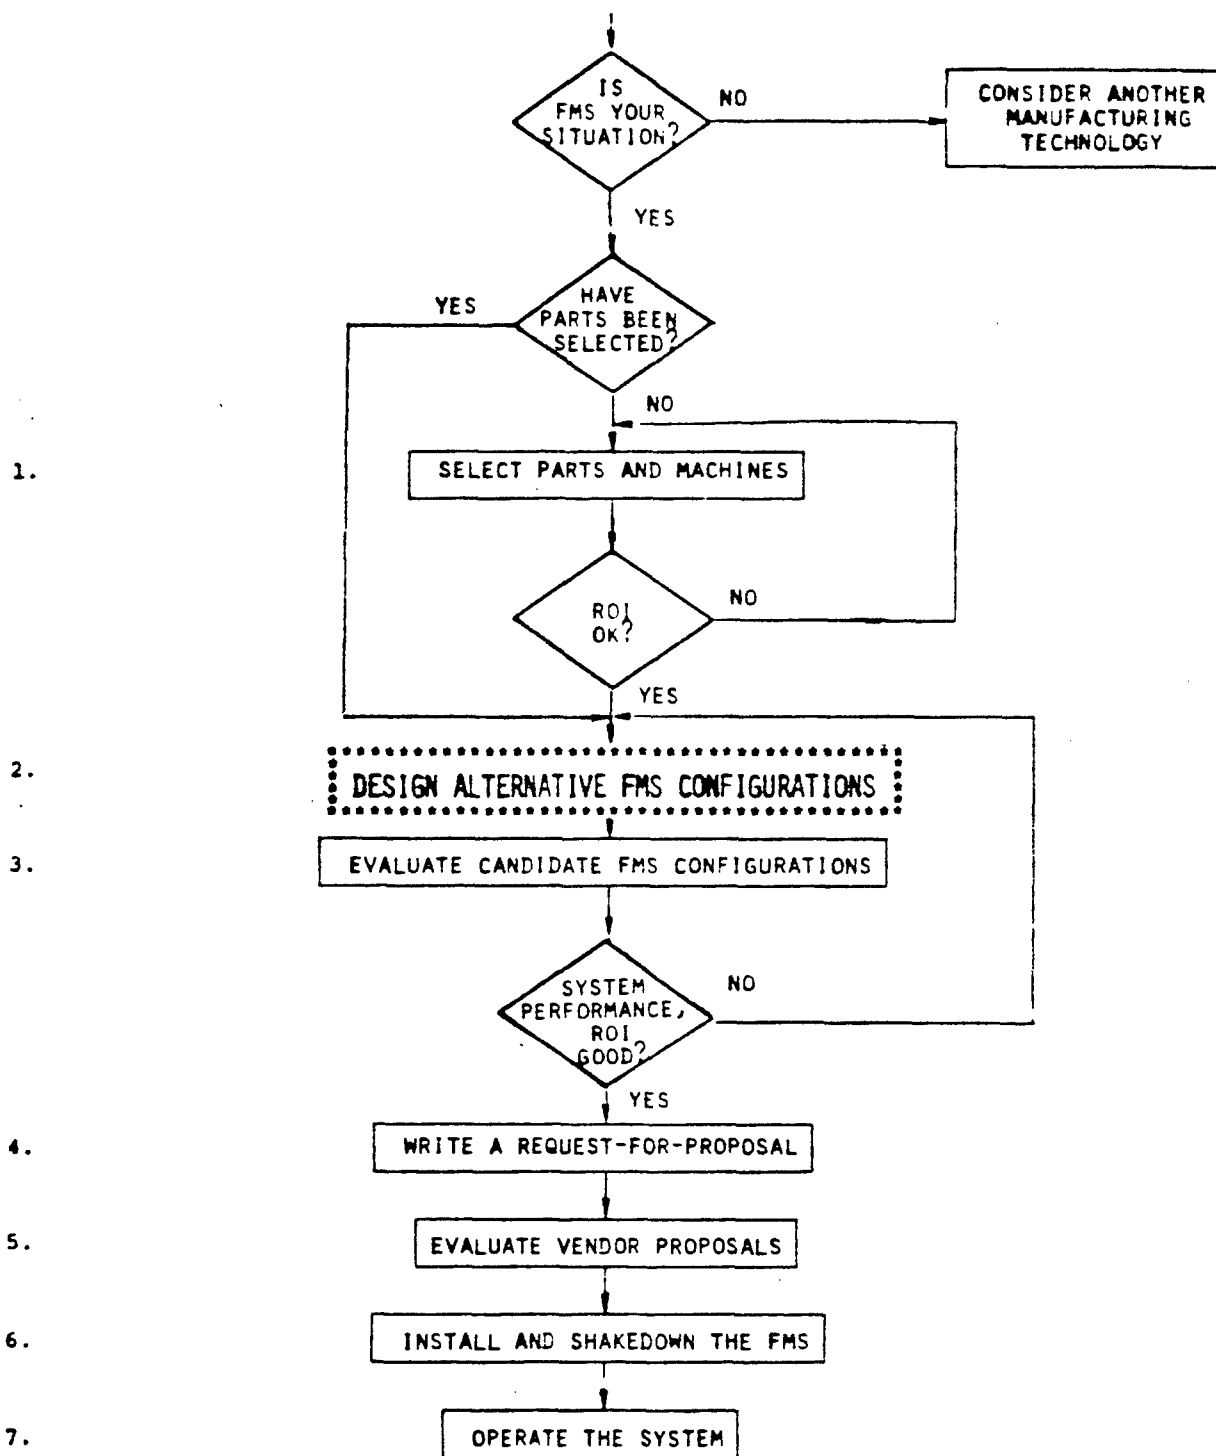 IS
FMS YOUR
SITUATION?
NO
CONSIDER ANOTHER
MANUFACTURING
TECHNOLOGY
YES
YES
HAVE
PARTS BEEN
SELECTED?
NO
1.
SELECT PARTS AND MACHINES
ROI
OK?
NO
YES
2.
DESIGN ALTERNATIVE FMS CONFIGURATIONS
3.
EVALUATE CANDIDATE FMS CONFIGURATIONS
SYSTEM
PERFORMANCE,
ROI
GOOD?
NO
YES
4.
WRITE A REQUEST-FOR-PROPOSAL
5.
EVALUATE VENDOR PROPOSALS
6.
INSTALL AND SHAKEDOWN THE FMS
7.
OPERATE THE SYSTEM